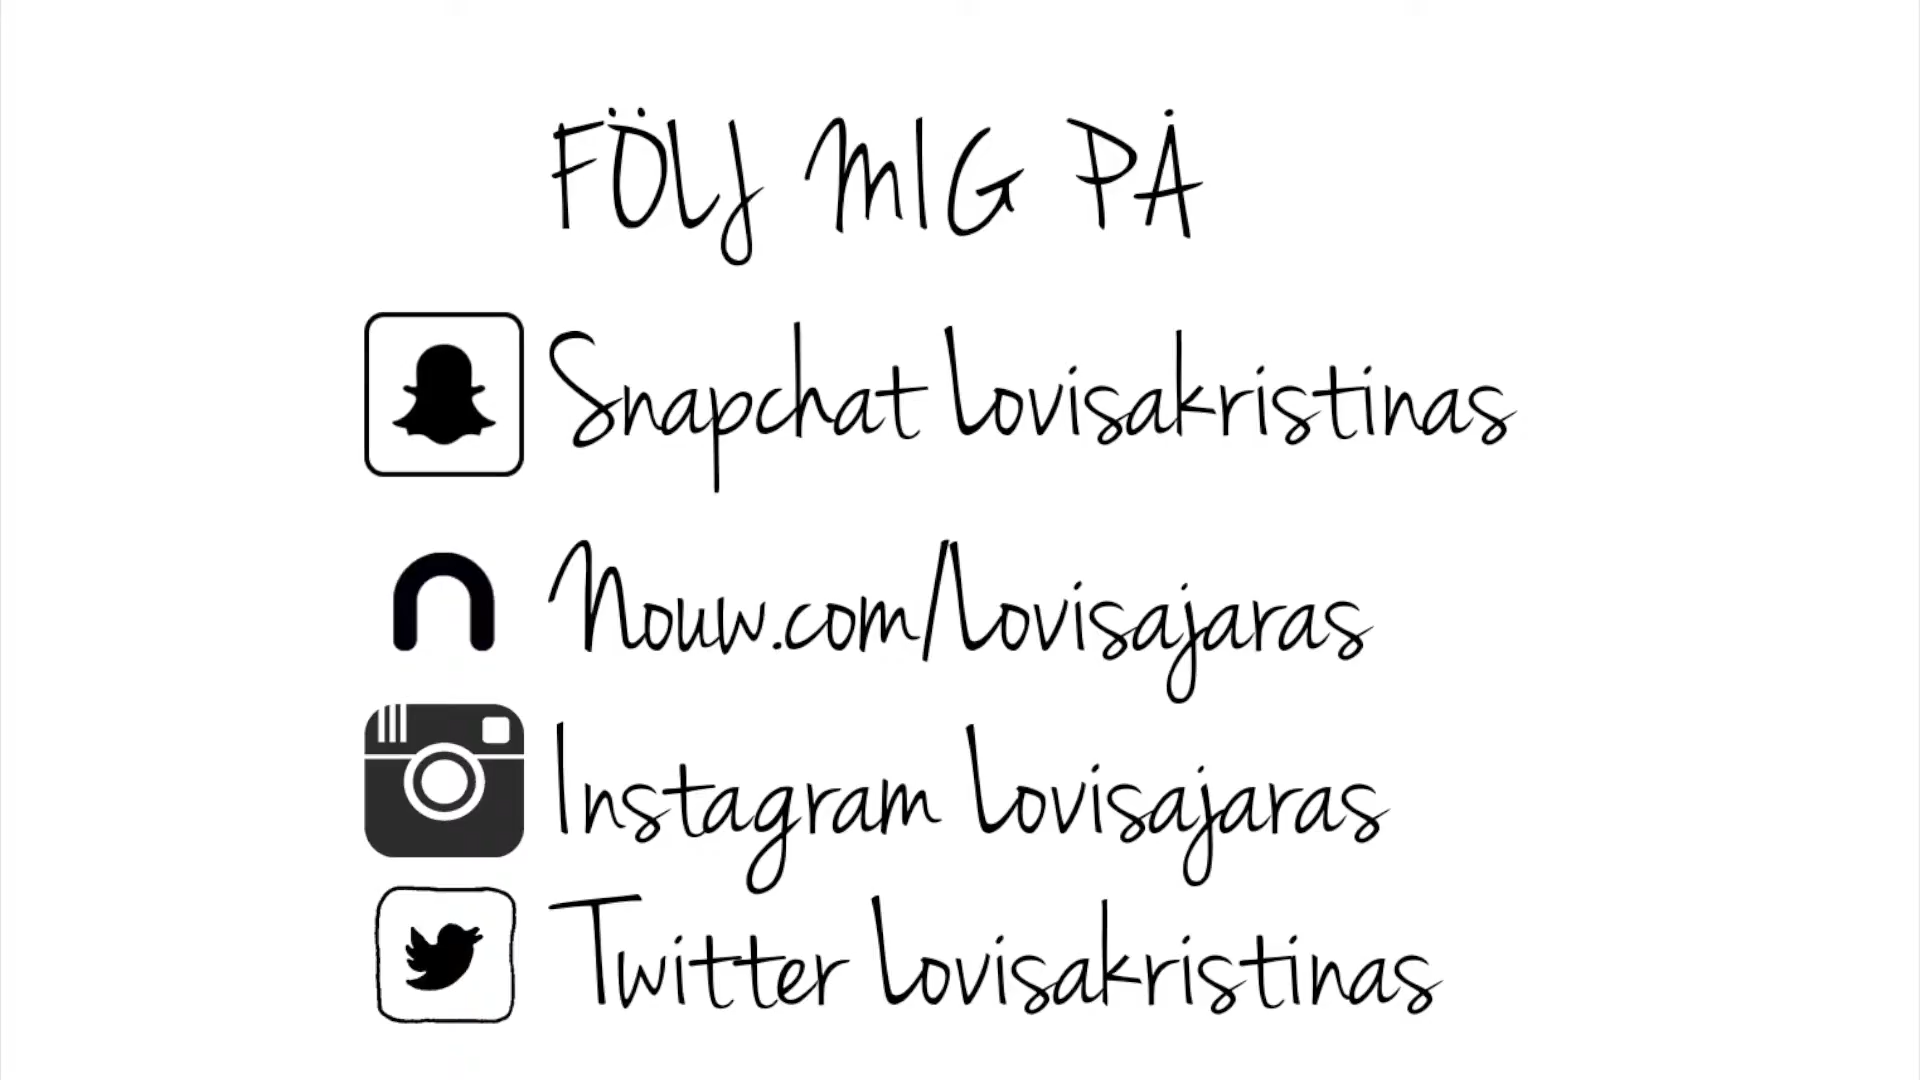 FÖLJ MIG PÅ
Snapchat Lovisakristinas
Nouw.com/Lovisajaras
Instagram Lovisajaras
Twitter Lovisakristinas